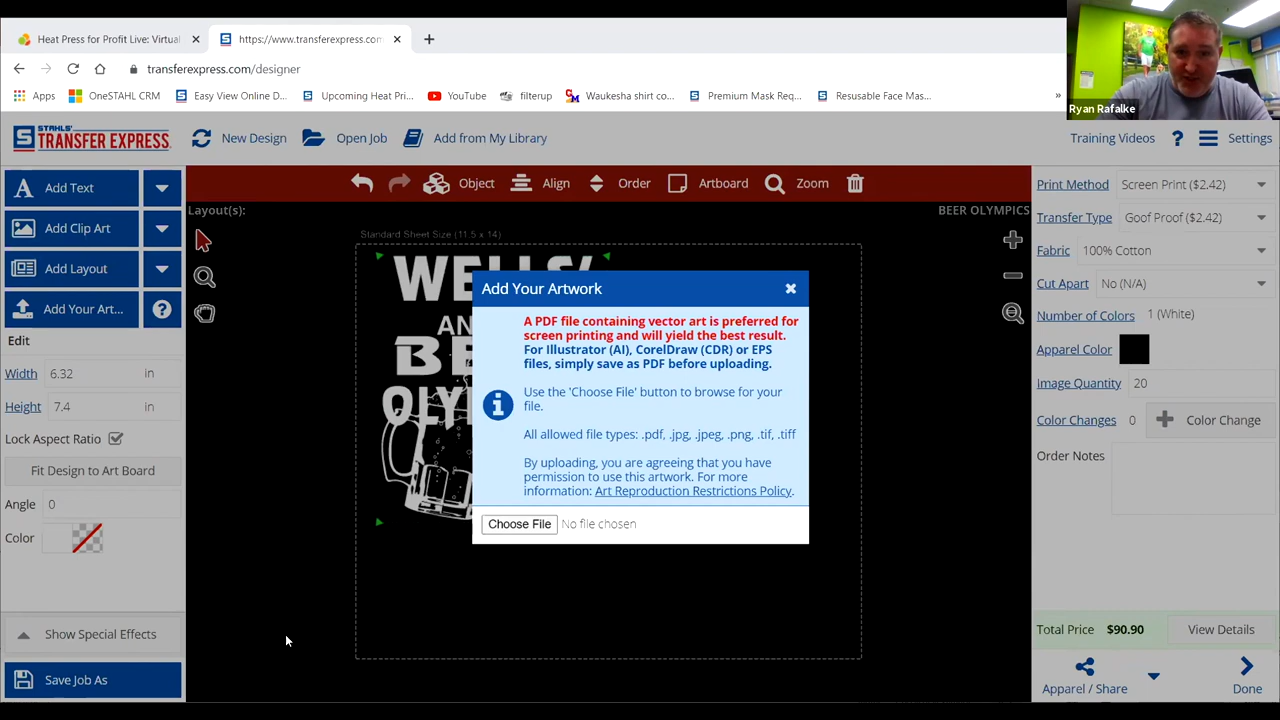 Heat Press for Profit Live: Virtual
https://www.transferexpress.com
transferexpress.com/designer
Apps
OneSTAHL CRM
Easy View Online D...
Upcoming Heat Pri...
YouTube
filterup
Waukesha shirt co...
Premium Mask Req...
Resusable Face Mas...
Ryan Rafalke
STAHLS'
TRANSFER EXPRESS
New Design
Open Job
Add from My Library
Training Videos
?
Settings
Add Text
Add Clip Art
Add Layout
Add Your Art...
?
Edit
Width 6.32 in
Height 7.4 in
Lock Aspect Ratio
Fit Design to Art Board
Angle 0
Color
Show Special Effects
Save Job As
Object
Align
Order
Artboard
Zoom
Layout(s):
BEER OLYMPICS
Standard Sheet Size (11.5 x 14)
WELLS'
Add Your Artwork
A PDF file containing vector art is preferred for
screen printing and will yield the best result.
For Illustrator (AI), CorelDraw (CDR) or EPS
files, simply save as PDF before uploading.
Use the 'Choose File' button to browse for your
file.
All allowed file types: .pdf, .jpg, .jpeg, .png, .tif, .tiff
By uploading, you are agreeing that you have
permission to use this artwork. For more
information: Art Reproduction Restrictions Policy.
Choose File No file chosen
Print Method Screen Print ($2.42)
Transfer Type Goof Proof ($2.42)
Fabric 100% Cotton
Cut Apart No (N/A)
Number of Colors 1 (White)
Apparel Color
Image Quantity 20
Color Changes 0 Color Change
Order Notes
Total Price $90.90 View Details
Apparel / Share
Done